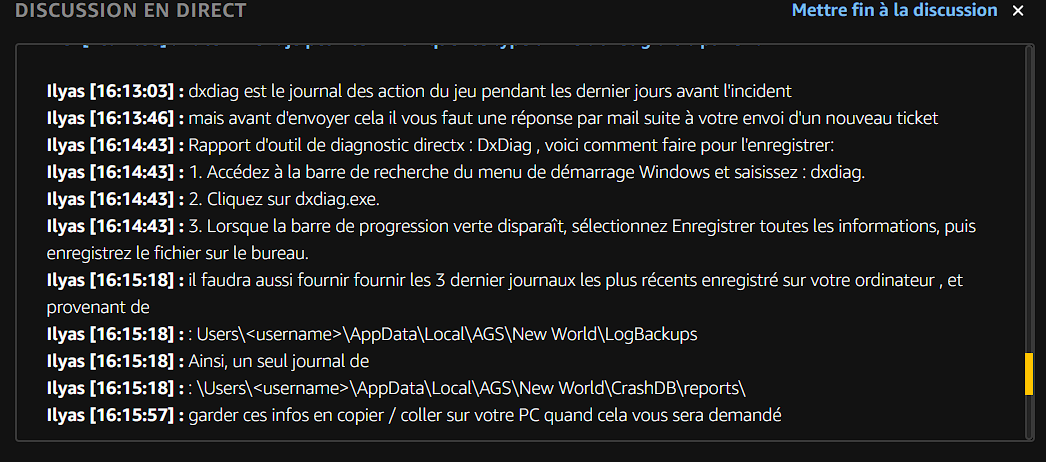 DISCUSSION EN DIRECT
Mettre fin à la discussion ×
Ilyas [16:13:03] : dxdiag est le journal des action du jeu pendant les dernier jours avant l'incident
Ilyas [16:13:46] : mais avant d'envoyer cela il vous faut une réponse par mail suite à votre envoi d'un nouveau ticket
Ilyas [16:14:43] : Rapport d'outil de diagnostic directx : DxDiag , voici comment faire pour l'enregistrer:
Ilyas [16:14:43] : 1. Accédez à la barre de recherche du menu de démarrage Windows et saisissez : dxdiag.
Ilyas [16:14:43] : 2. Cliquez sur dxdiag.exe.
Ilyas [16:14:43] : 3. Lorsque la barre de progression verte disparaît, sélectionnez Enregistrer toutes les informations, puis
enregistrez le fichier sur le bureau.
Ilyas [16:15:18] : il faudra aussi fournir fournir les 3 dernier journaux les plus récents enregistré sur votre ordinateur , et
provenant de
Ilyas [16:15:18] : : Users\<username>\AppData\Local\AGS\New World\LogBackups
Ilyas [16:15:18] : Ainsi, un seul journal de
Ilyas [16:15:18] : : \Users\<username>\AppData\Local\AGS\New World\CrashDB\reports\
Ilyas [16:15:57] : garder ces infos en copier / coller sur votre PC quand cela vous sera demandé